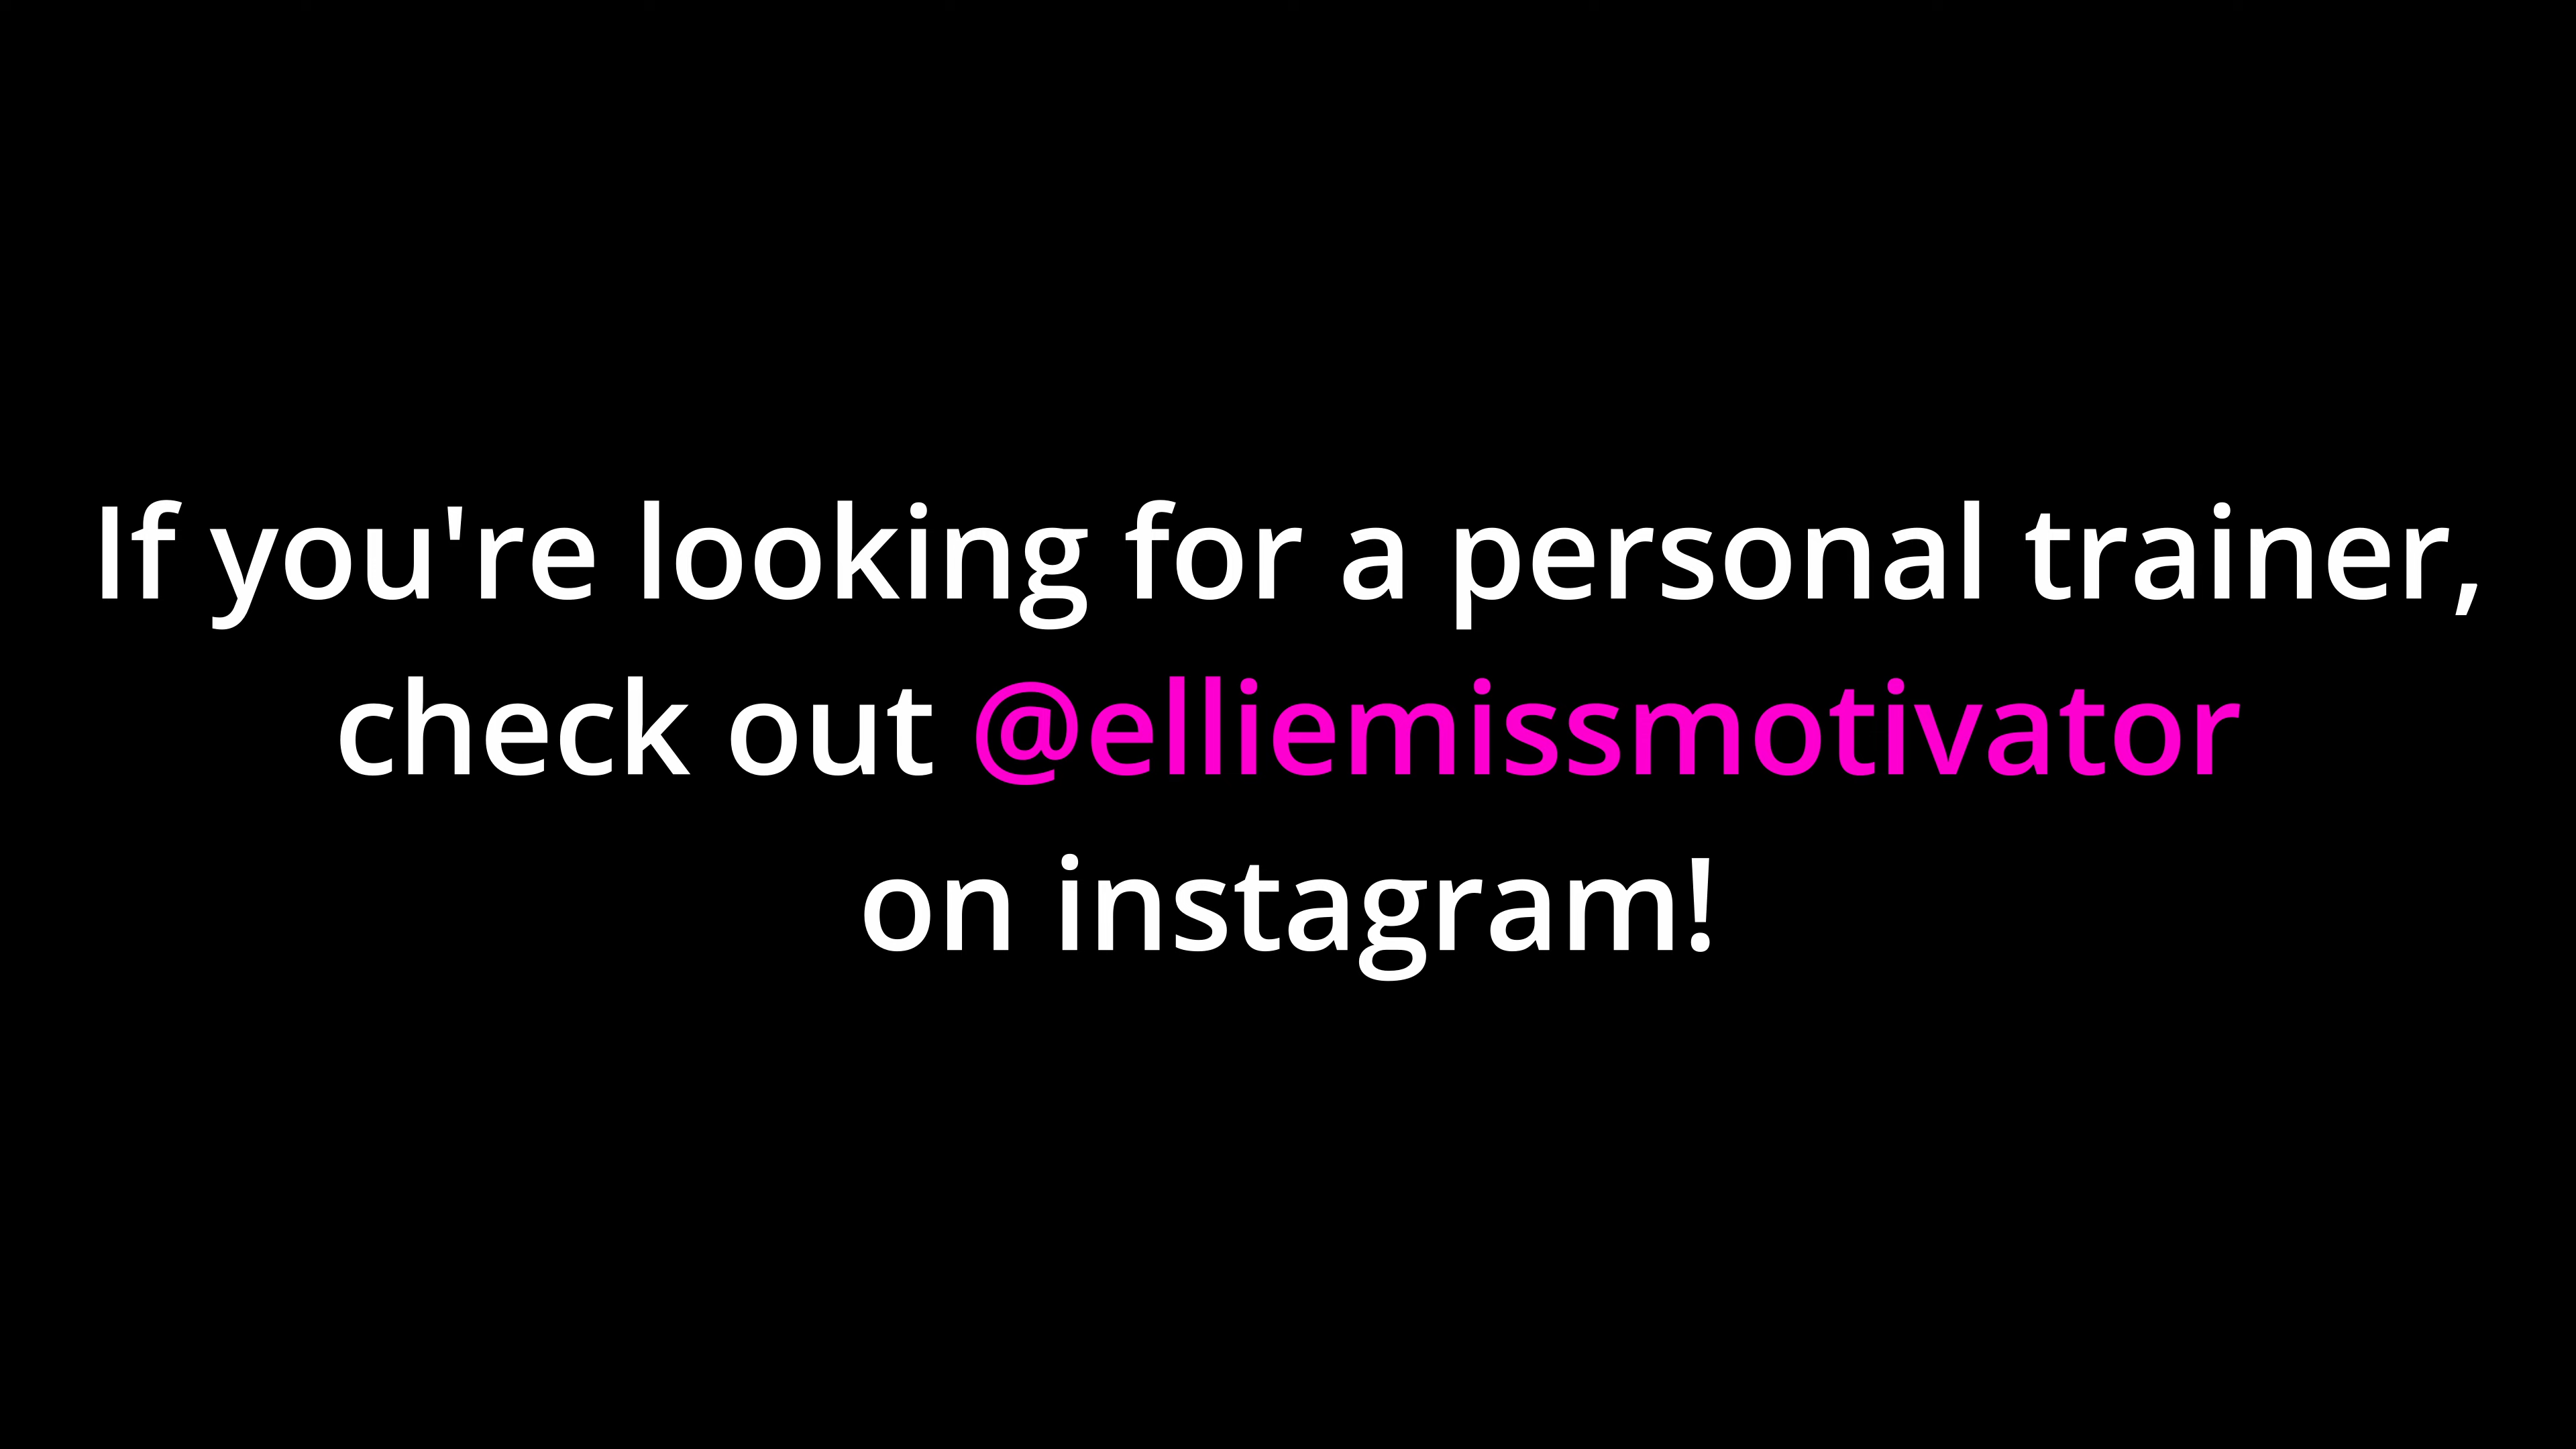 If you're looking for a personal trainer,
check out @elliemissmotivator
on instagram!